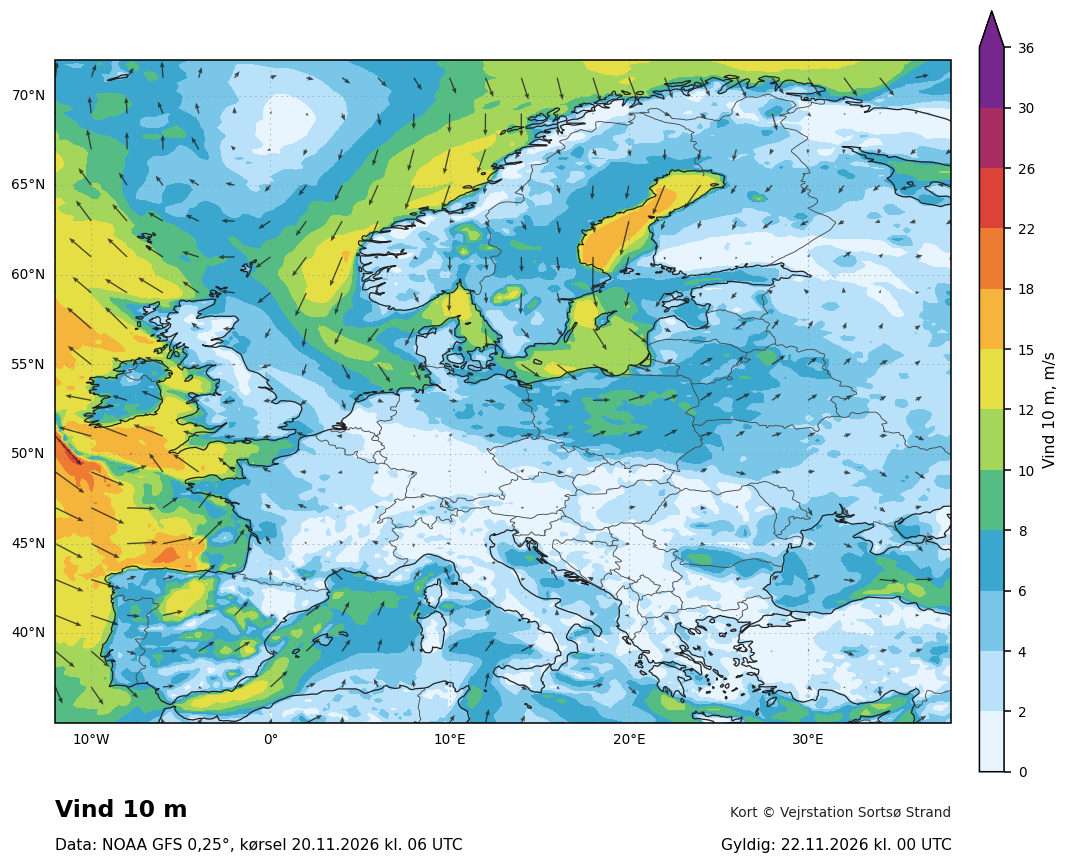 70°N
65°N
60°N
55°N
50°N
45°N
40°N
10°W
0°
10°E
20°E
30°E
36
30
26
22
18
15
12
10
8
6
4
2
0
Vind 10 m, m/s
Vind 10 m
Kort © Vejrstation Sortsø Strand
Data: NOAA GFS 0,25°, kørsel 20.11.2026 kl. 06 UTC
Gyldig: 22.11.2026 kl. 00 UTC